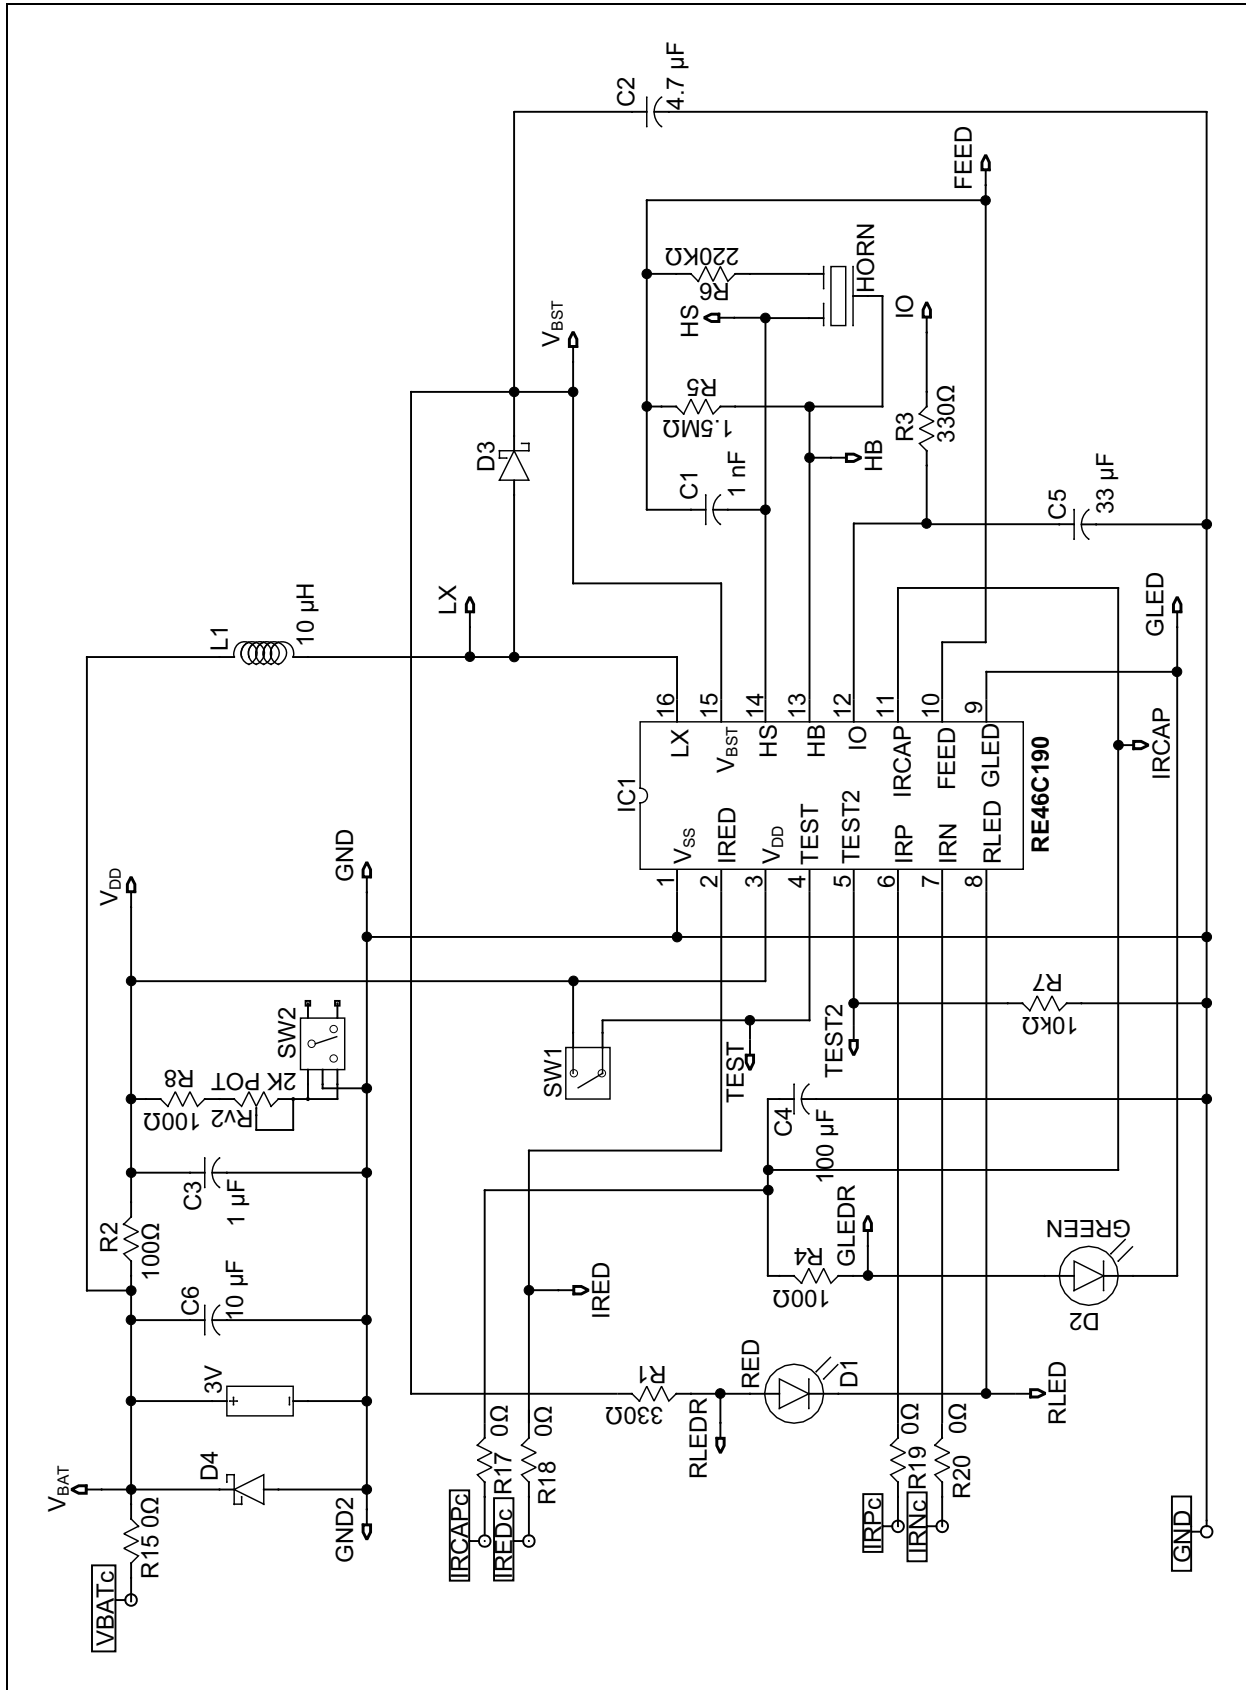 VBATc
R15 0Ω
VBAT
D4
GND2
3V
+
-
C6
10 µF
R2
100Ω
C3
1 µF
R8
100Ω
Rv2
2K POT
SW2
VDD
GND
L1
10 µH
LX
D3
VBST
C2
4.7 µF
IRCAPc
R17 0Ω
IREDc
R18 0Ω
IRED
SW1
TEST
TEST2
IC1
1
2
3
4
5
6
7
8
VSS
IRED
VDD
TEST
TEST2
IRP
IRN
RLED
LX
VBST
HS
HB
IO
IRCAP
FEED
GLED
16
15
14
13
12
11
10
9
RE46C190
C1
1 nF
R5
1.5MΩ
HS
R6
220KΩ
HORN
HB
FEED
R3
330Ω
IO
C5
33 µF
GLED
IRCAP
R7
10kΩ
C4
100 µF
R4
100Ω
GLEDR
GREEN
D2
R1
330Ω
RLEDR
RED
D1
RLED
IRPc
R19 0Ω
IRNc
R20 0Ω
GND